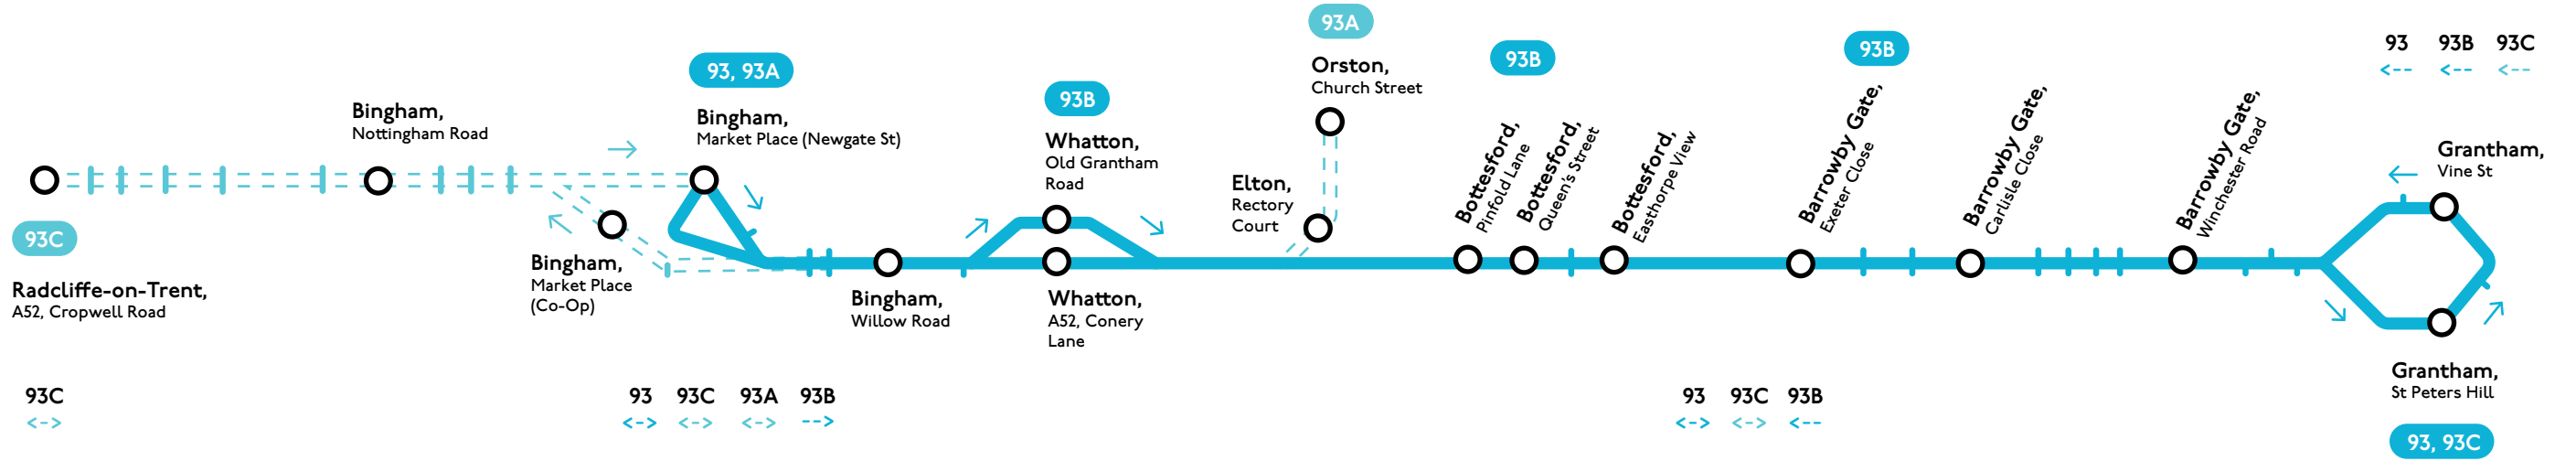 93A
93B
93B
93, 93A
93B
93 93B 93C
Orston,
Church Street
Bingham,
Nottingham Road
Bingham,
Market Place (Newgate St)
Whatton,
Old Grantham
Road
Elton,
Rectory
Court
Bottesford,
Pinfold Lane
Bottesford,
Queen's Street
Bottesford,
Easthorpe View
Barrowby Gate,
Exeter Close
Barrowby Gate,
Carlisle Close
Barrowby Gate,
Winchester Road
Grantham,
Vine St
93C
Radcliffe-on-Trent,
A52, Cropwell Road
Bingham,
Market Place
(Co-Op)
Bingham,
Willow Road
Whatton,
A52, Conery
Lane
Grantham,
St Peters Hill
93C
93 93C 93A 93B
93 93C 93B
93, 93C